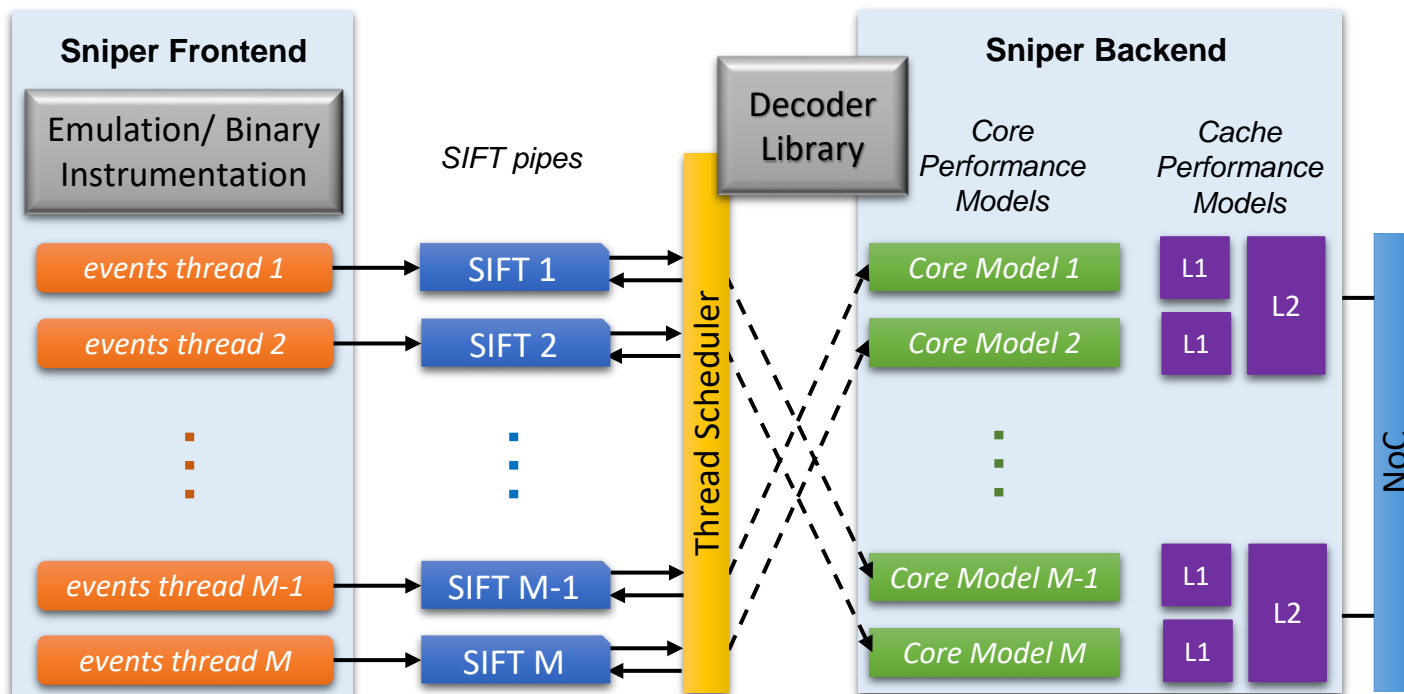 Sniper Frontend
Emulation/ Binary
Instrumentation
events thread 1
events thread 2
events thread M-1
events thread M
SIFT pipes
SIFT 1
SIFT 2
SIFT M-1
SIFT M
Thread Scheduler
Decoder
Library
Sniper Backend
Core
Performance
Models
Core Model 1
Core Model 2
Core Model M-1
Core Model M
Cache
Performance
Models
L1
L1
L2
L1
L1
L2
NoC